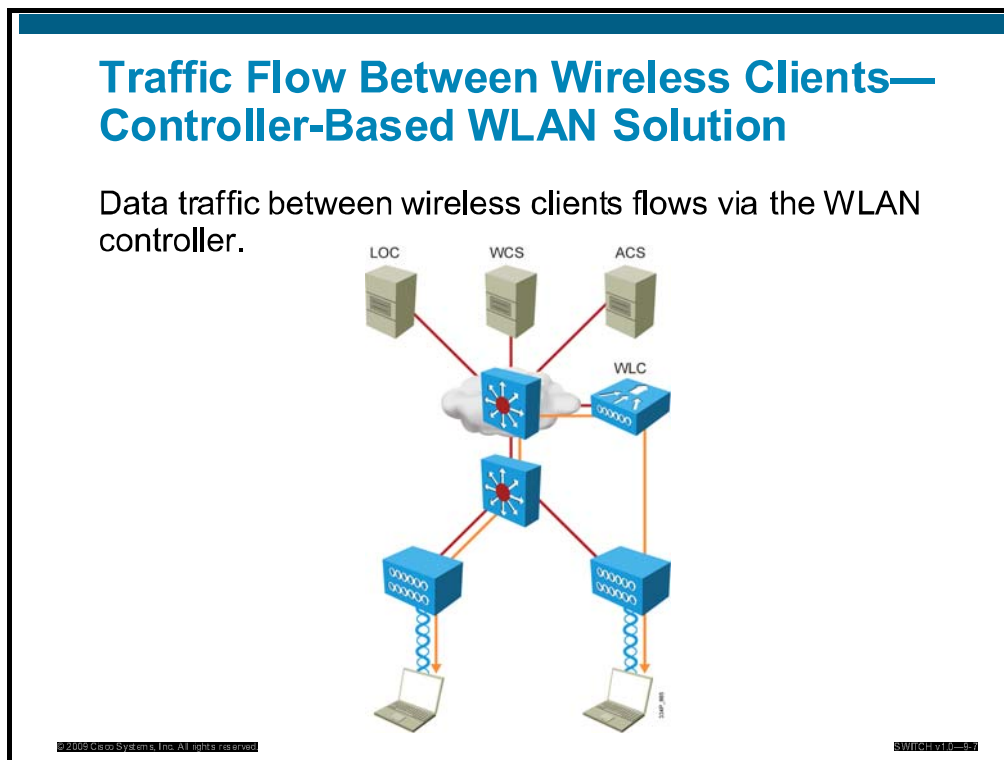 Traffic Flow Between Wireless Clients—
Controller-Based WLAN Solution
Data traffic between wireless clients flows via the WLAN
controller.
LOC
WCS
ACS
WLC
© 2009 Cisco Systems, Inc. All rights reserved.
SWITCH v1.0—9-7